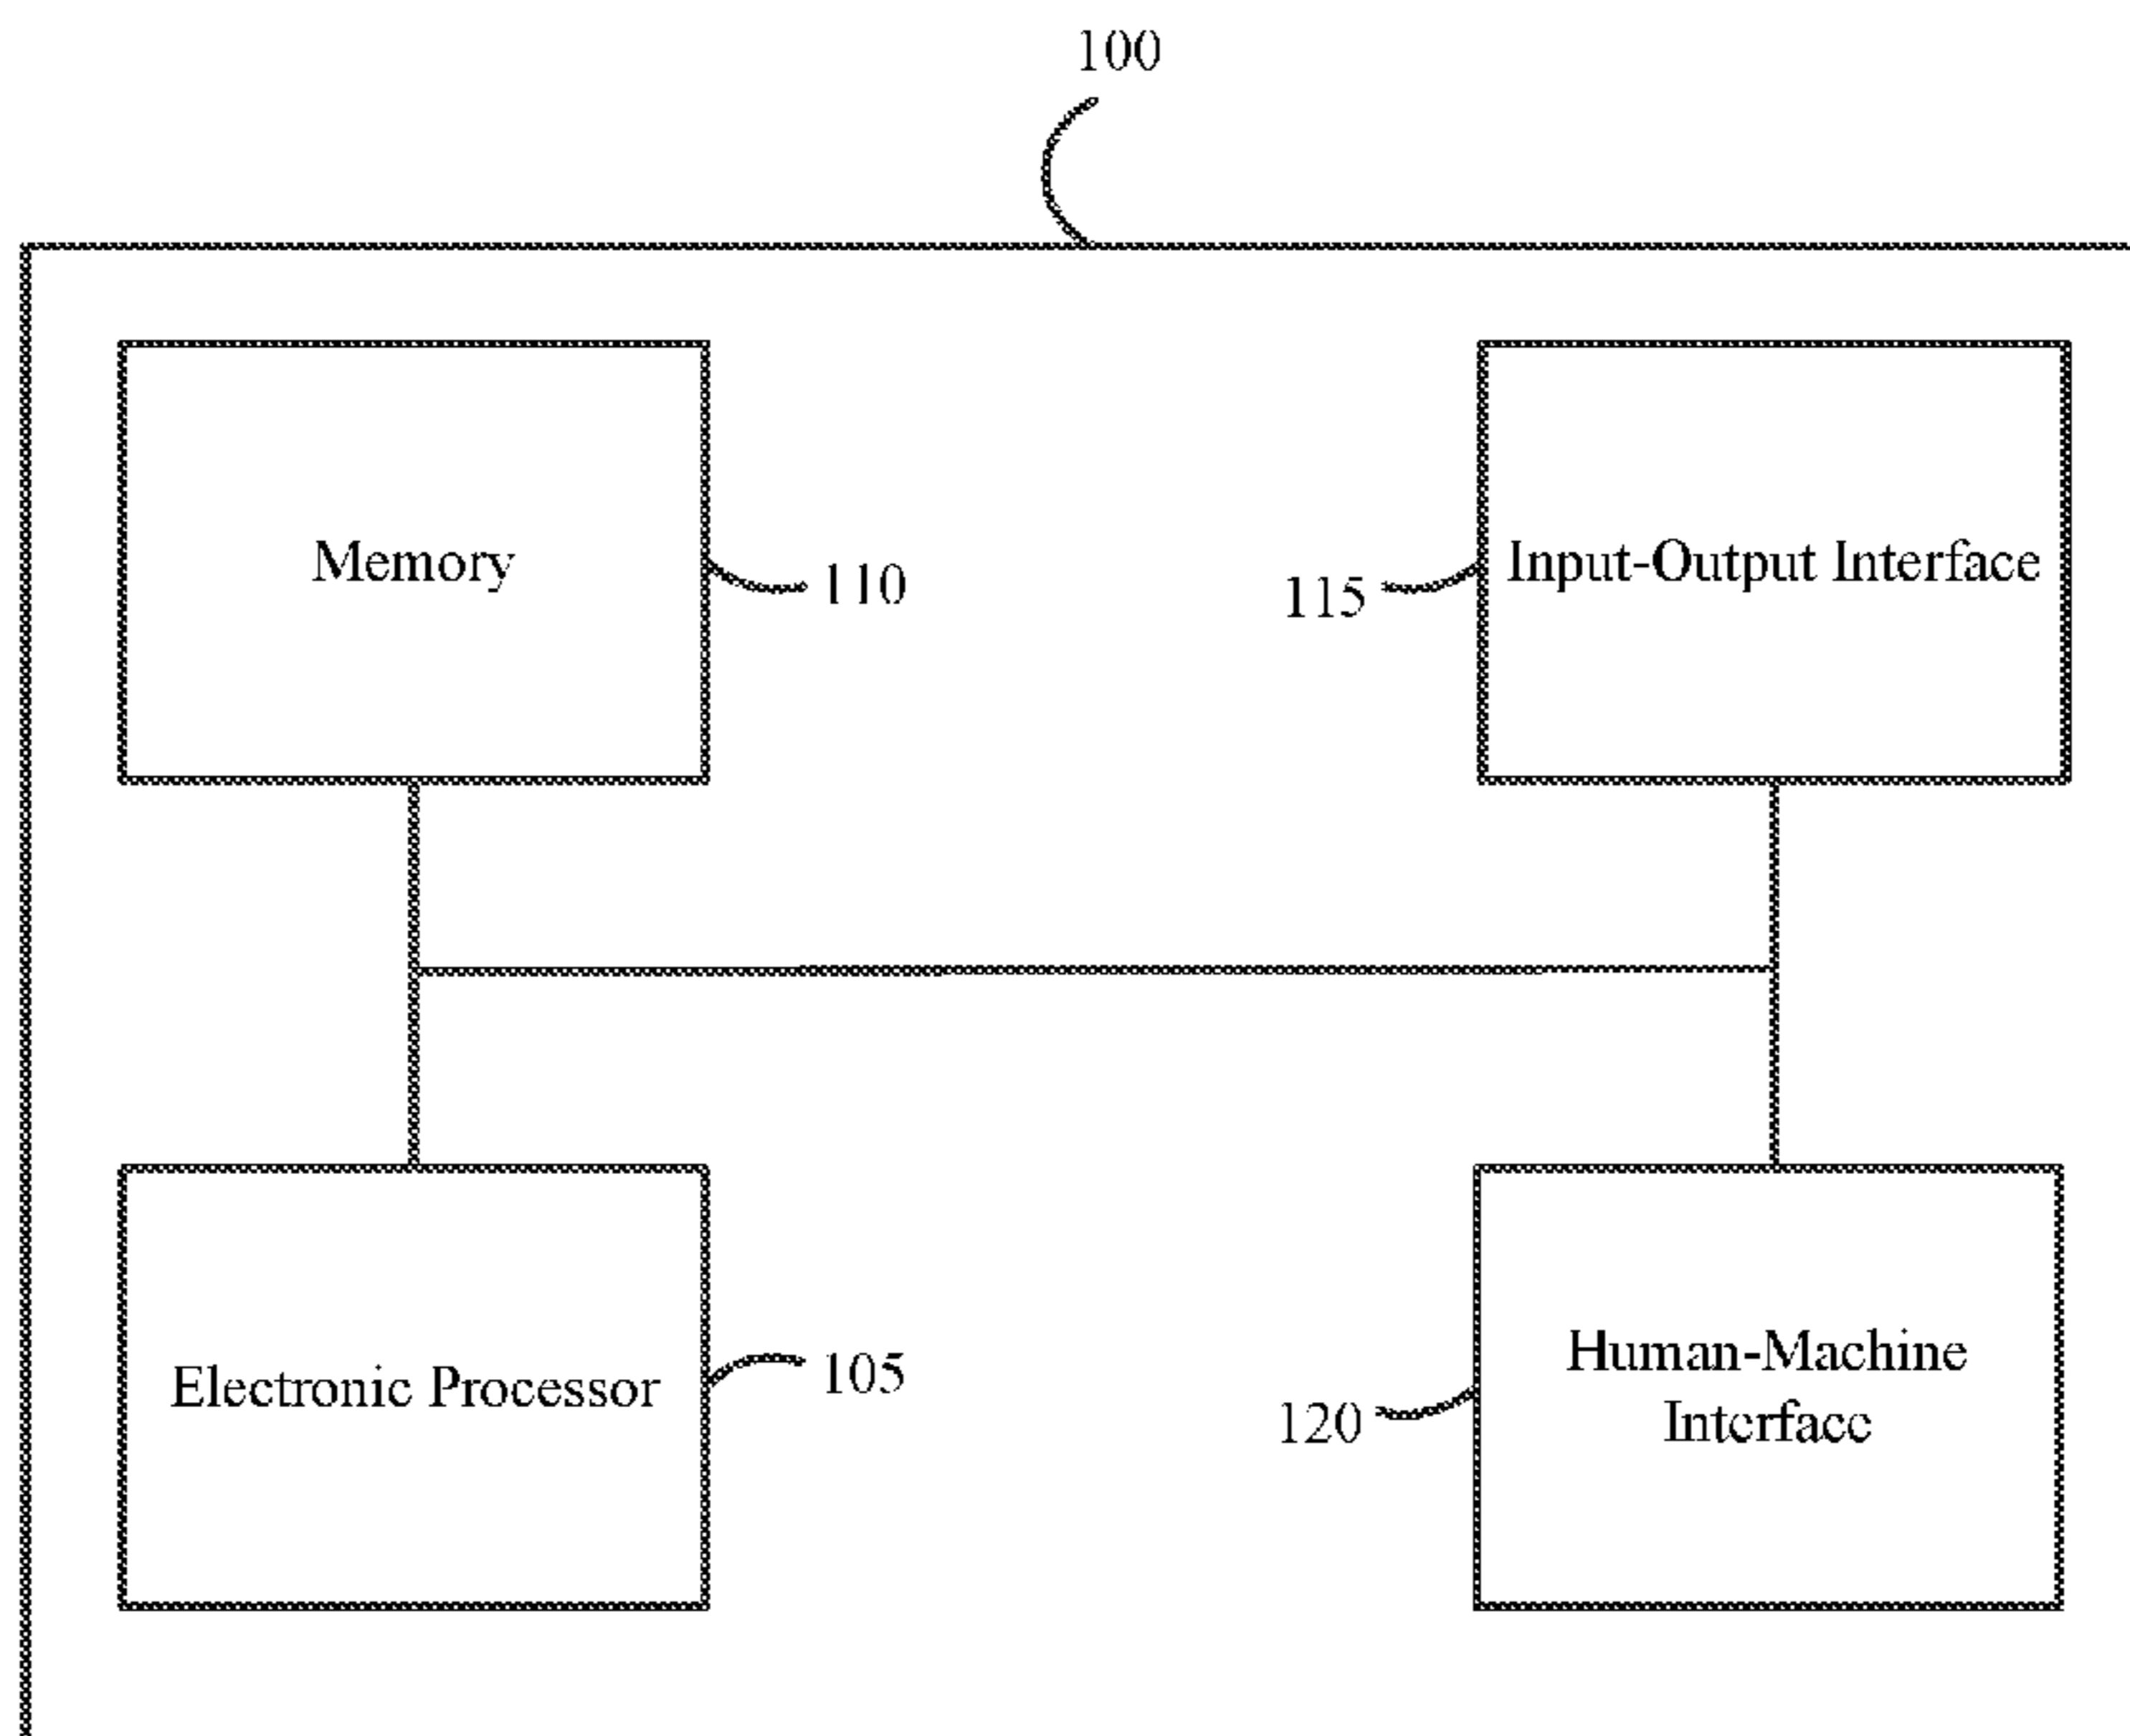 100
Memory
110
115
Input-Output Interface
Electronic Processor
105
120
Human-Machine
Interface